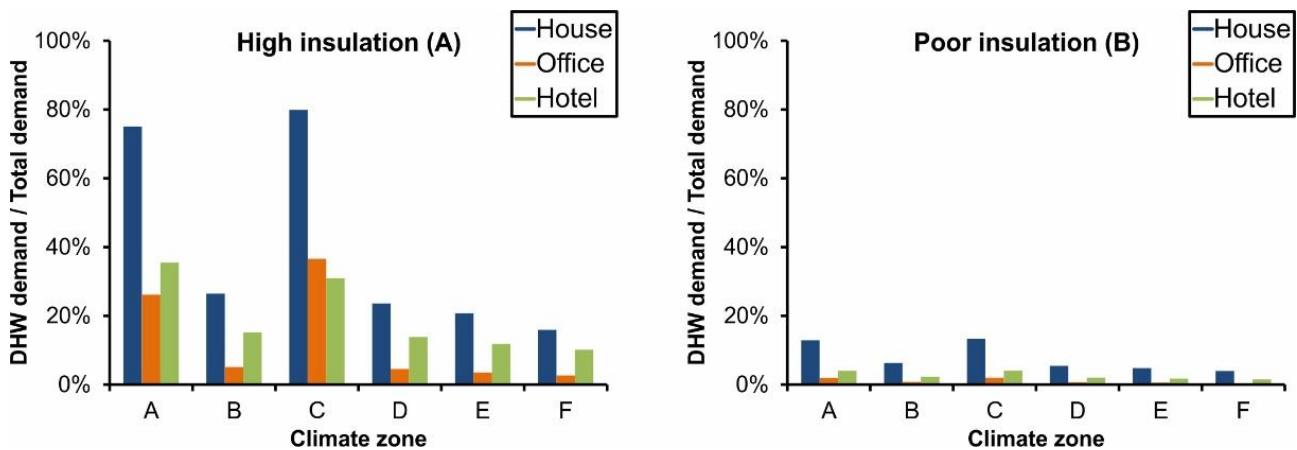 High insulation (A)
House
Office
Hotel
DHW demand / Total demand
100%
80%
60%
40%
20%
0%
A B C D E F
Climate zone
Poor insulation (B)
House
Office
Hotel
DHW demand / Total demand
100%
80%
60%
40%
20%
0%
A B C D E F
Climate zone